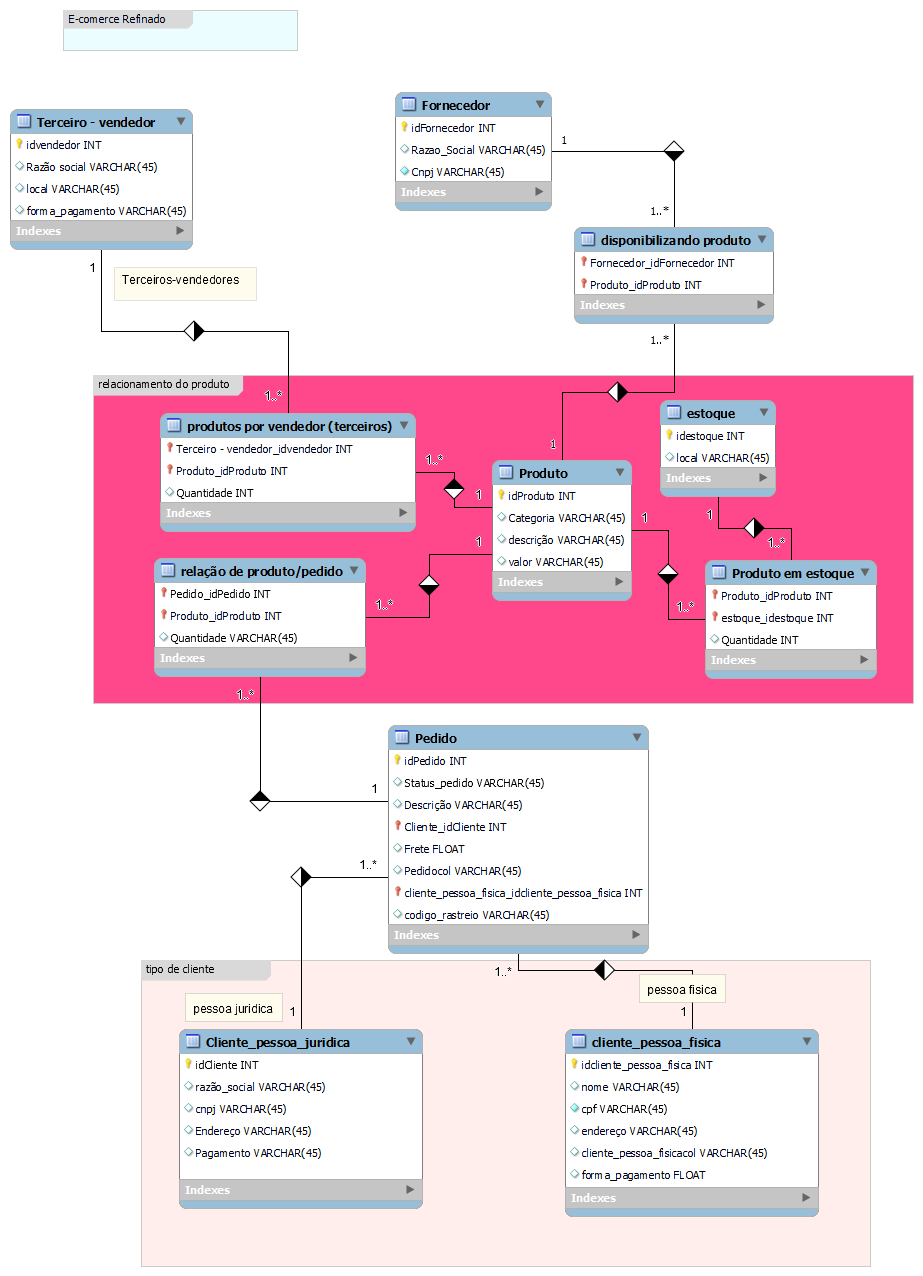 E-comerce Refinado
Terceiro - vendedor
idvendedor INT
Razão social VARCHAR(45)
local VARCHAR(45)
forma_pagamento VARCHAR(45)
Indexes
Fornecedor
idFornecedor INT
Razao_Social VARCHAR(45)
Cnpj VARCHAR(45)
Indexes
1
1..*
disponibilizando produto
Fornecedor_idFornecedor INT
Produto_idProduto INT
Indexes
1..*
1
Terceiros-vendedores
1..*
relacionamento do produto
produtos por vendedor (terceiros)
Terceiro - vendedor_idvendedor INT
Produto_idProduto INT
Quantidade INT
Indexes
1..*
1
1
Produto
idProduto INT
Categoria VARCHAR(45)
descrição VARCHAR(45)
valor VARCHAR(45)
Indexes
estoque
idestoque INT
local VARCHAR(45)
Indexes
1
1..*
1
1..*
Produto em estoque
Produto_idProduto INT
estoque_idestoque INT
Quantidade INT
Indexes
1
1..*
relação de produto/pedido
Pedido_idPedido INT
Produto_idProduto INT
Quantidade VARCHAR(45)
Indexes
1..*
1
Pedido
idPedido INT
Status_pedido VARCHAR(45)
Descrição VARCHAR(45)
Cliente_idCliente INT
Frete FLOAT
Pedidocol VARCHAR(45)
cliente_pessoa_fisica_idcliente_pessoa_fisica INT
codigo_rastreio VARCHAR(45)
Indexes
1..*
1..*
tipo de cliente
pessoa juridica
1
pessoa fisica
1
Cliente_pessoa_juridica
idCliente INT
razão_social VARCHAR(45)
cnpj VARCHAR(45)
Endereço VARCHAR(45)
Pagamento VARCHAR(45)
Indexes
cliente_pessoa_fisica
idcliente_pessoa_fisica INT
nome VARCHAR(45)
cpf VARCHAR(45)
endereço VARCHAR(45)
cliente_pessoa_fisicacol VARCHAR(45)
forma_pagamento FLOAT
Indexes